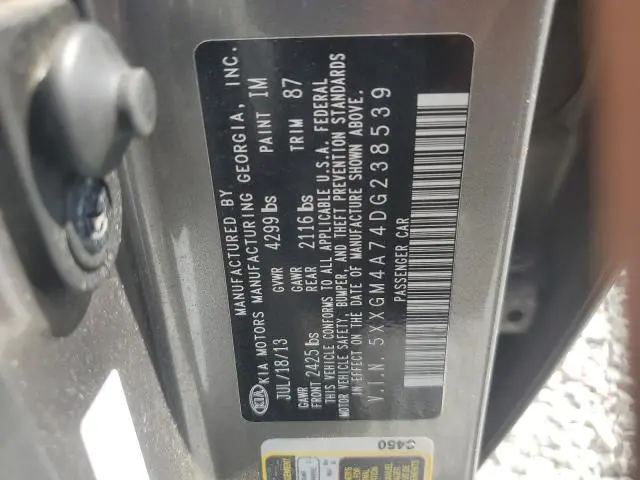 MANUFACTURED BY
KIA KIA MOTORS MANUFACTURING GEORGIA, INC.
JUL/18/13 GVWR 4299 lbs PAINT IM
GAWR FRONT 2425 lbs GAWR REAR 2116 lbs TRIM 87
THIS VEHICLE CONFORMS TO ALL APPLICABLE U.S.A. FEDERAL
MOTOR VEHICLE SAFETY, BUMPER, AND THEFT PREVENTION STANDARDS
IN EFFECT ON THE DATE OF MANUFACTURE SHOWN ABOVE.
V.I.N. 5XXGM4A74DG238539
PASSENGER CAR